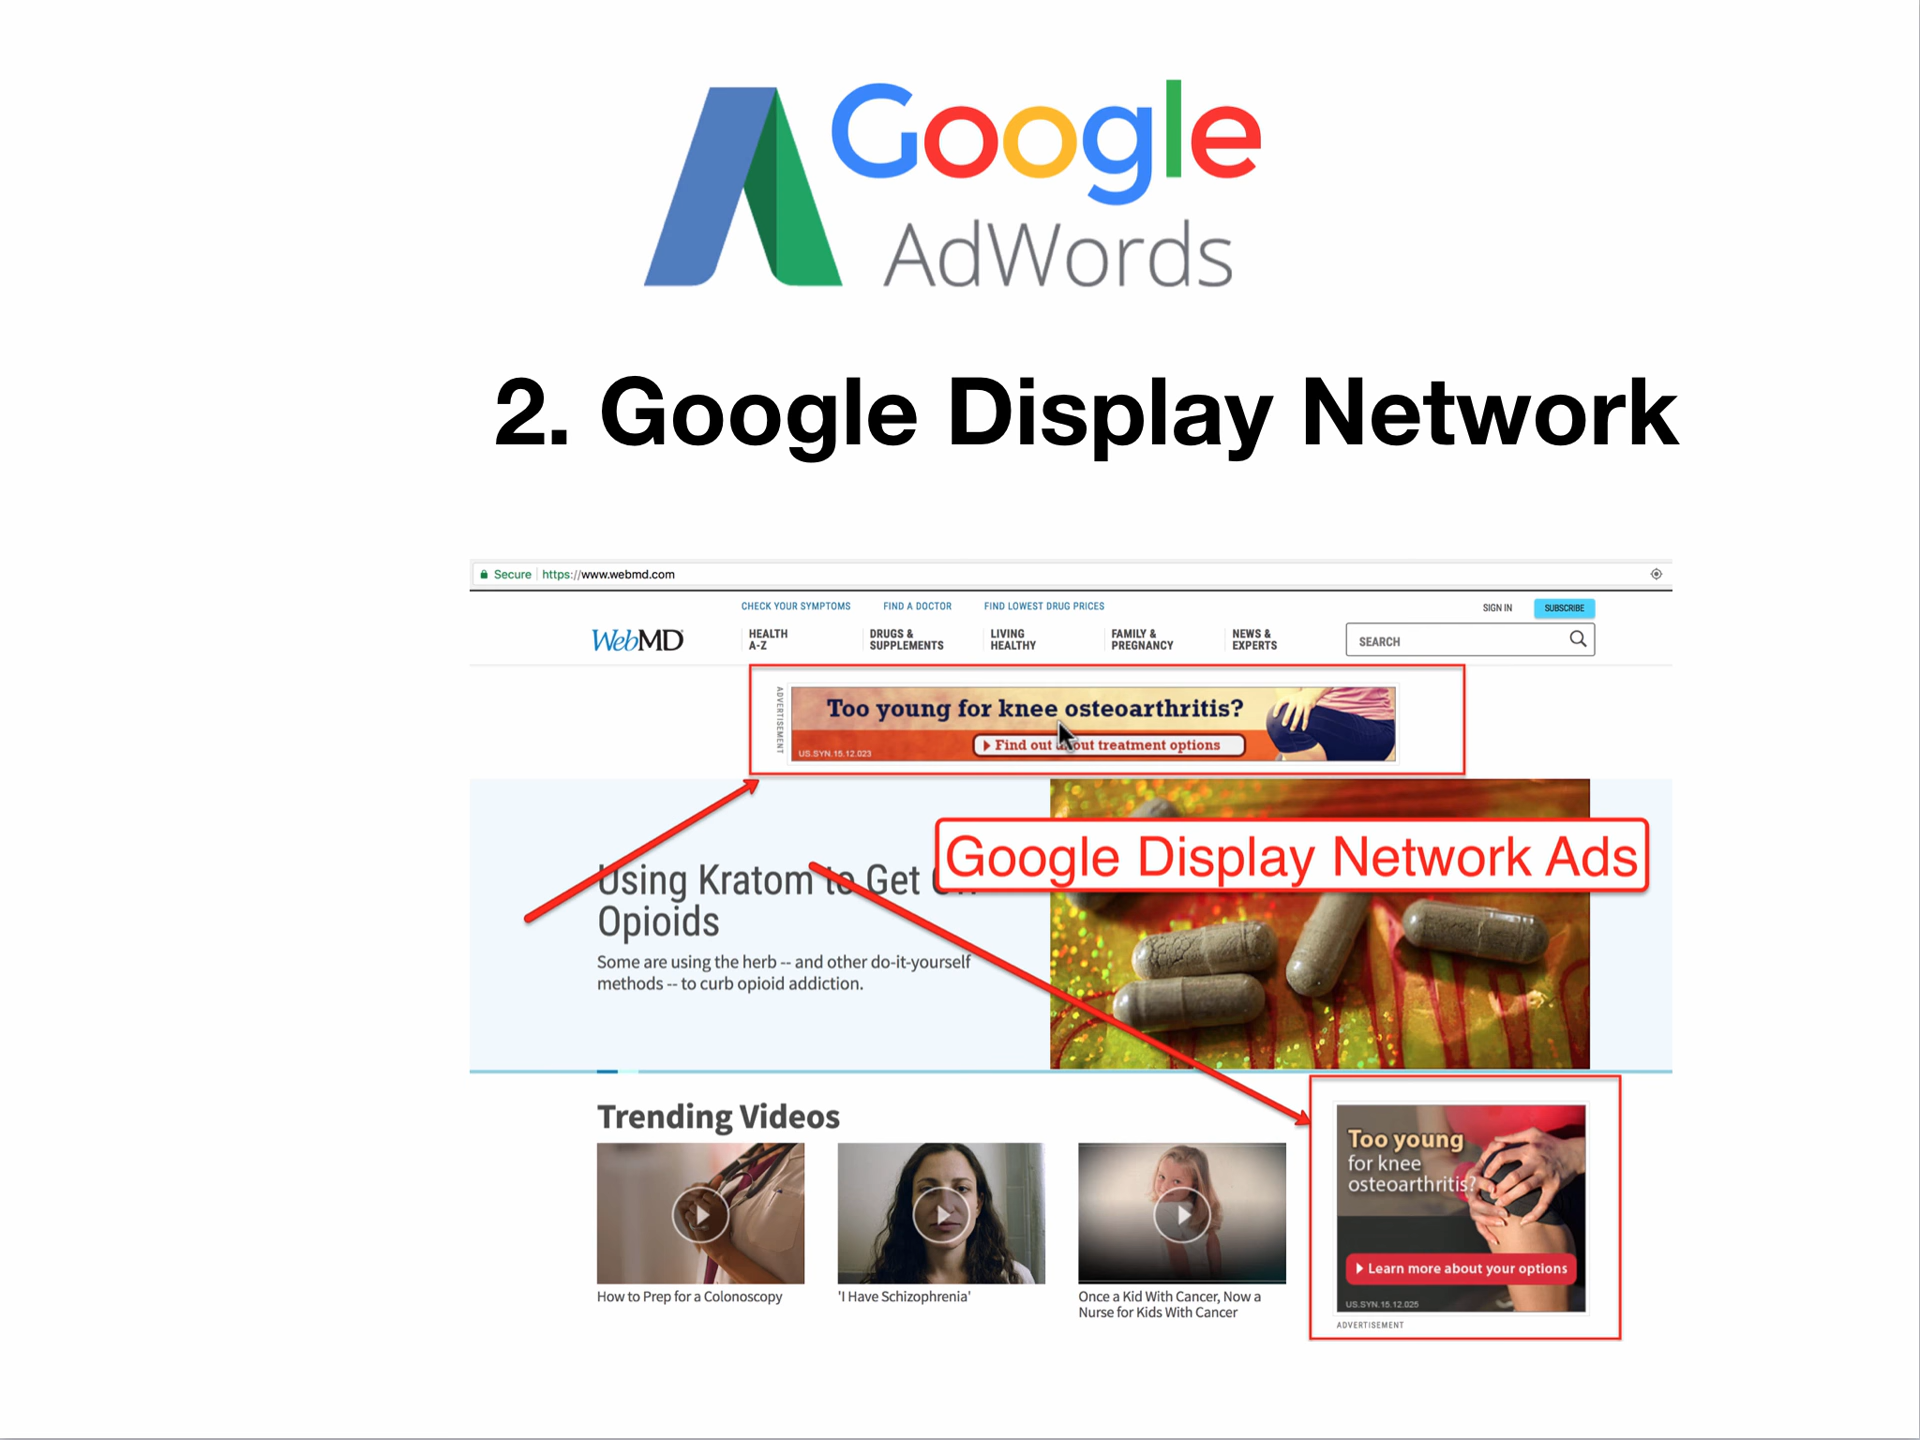 Google
AdWords
2. Google Display Network
Secure https://www.webmd.com
CHECK YOUR SYMPTOMS FIND A DOCTOR FIND LOWEST DRUG PRICES
SIGN IN SUBSCRIBE
WebMD
HEALTH
A-Z
DRUGS &
SUPPLEMENTS
LIVING
HEALTHY
FAMILY &
PREGNANCY
NEWS &
EXPERTS
SEARCH
ADVERTISEMENT
Too young for knee osteoarthritis?
Find out about treatment options
US.SYN.15.12.023
Google Display Network Ads
Using Kratom to Get
Opioids
Some are using the herb -- and other do-it-yourself
methods -- to curb opioid addiction.
Trending Videos
How to Prep for a Colonoscopy
'I Have Schizophrenia'
Once a Kid With Cancer, Now a
Nurse for Kids With Cancer
Too young
for knee
osteoarthritis?
Learn more about your options
US.SYN.15.12.025
ADVERTISEMENT